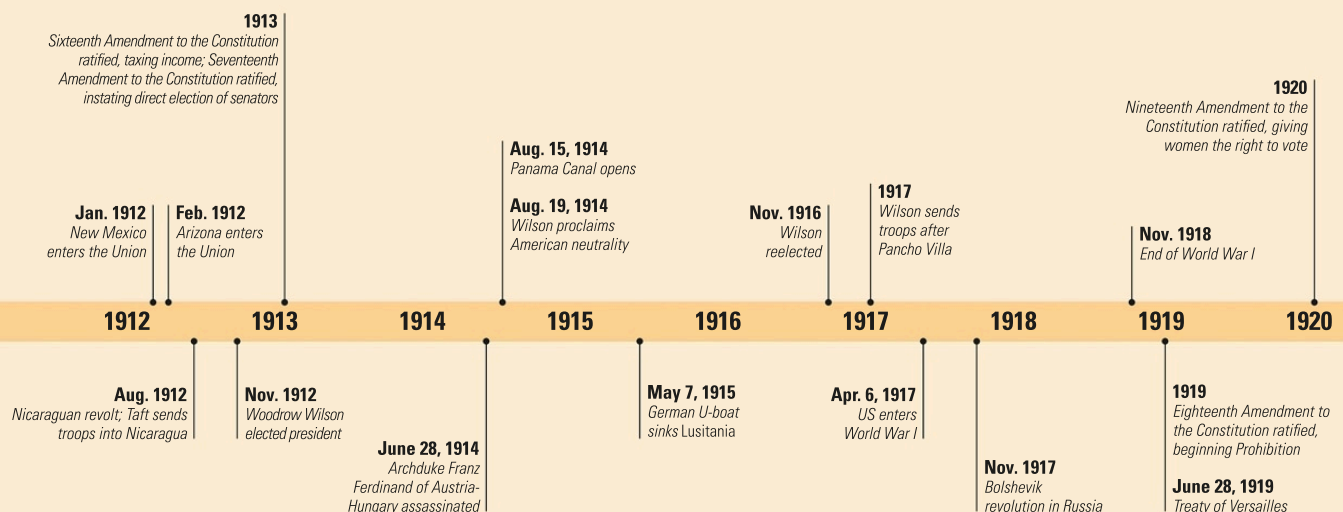 1913
Sixteenth Amendment to the Constitution
ratified, taxing income; Seventeenth
Amendment to the Constitution ratified,
instating direct election of senators
1920
Nineteenth Amendment to the
Constitution ratified, giving
women the right to vote
Aug. 15, 1914
Panama Canal opens
Aug. 19, 1914
Wilson proclaims
American neutrality
Jan. 1912
New Mexico
enters the Union
Feb. 1912
Arizona enters
the Union
Nov. 1916
Wilson
reelected
1917
Wilson sends
troops after
Pancho Villa
Nov. 1918
End of World War I
1912 1913 1914 1915 1916 1917 1918 1919 1920
Aug. 1912
Nicaraguan revolt; Taft sends
troops into Nicaragua
Nov. 1912
Woodrow Wilson
elected president
June 28, 1914
Archduke Franz
Ferdinand of Austria-
Hungary assassinated
May 7, 1915
German U-boat
sinks Lusitania
Apr. 6, 1917
US enters
World War I
Nov. 1917
Bolshevik
revolution in Russia
1919
Eighteenth Amendment to
the Constitution ratified,
beginning Prohibition
June 28, 1919
Treaty of Versailles